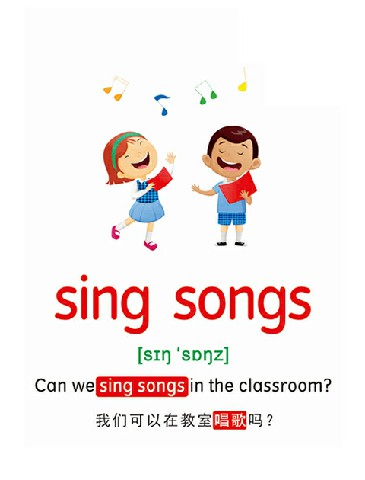 sing songs
[sɪŋ ˈsɒŋz]
Can we sing songs in the classroom?
我们可以在教室唱歌吗？